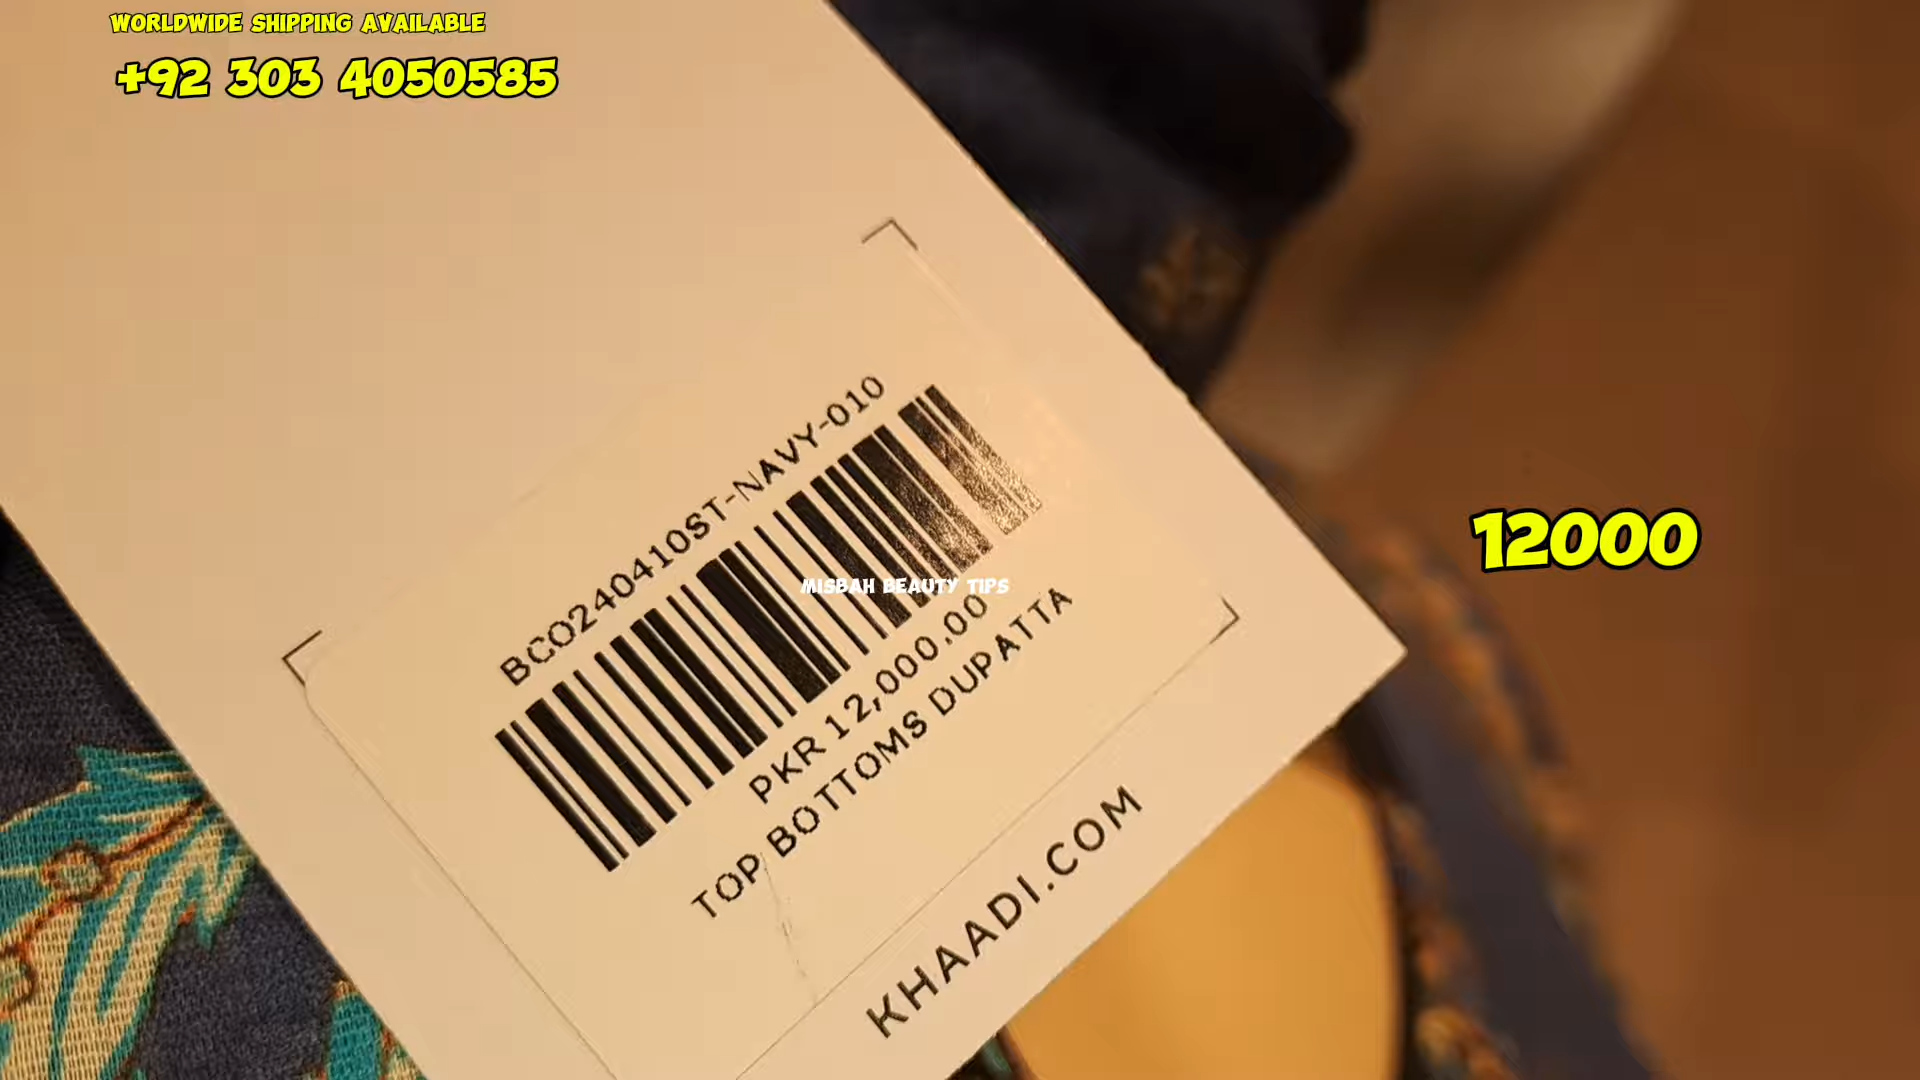 WORLDWIDE SHIPPING AVAILABLE
+92 303 4050585
BCO240410ST-NAVY-010
12000
MISBAH BEAUTY TIPS
PKR 12,000.00
TOP BOTTOMS DUPATTA
KHAADI.COM